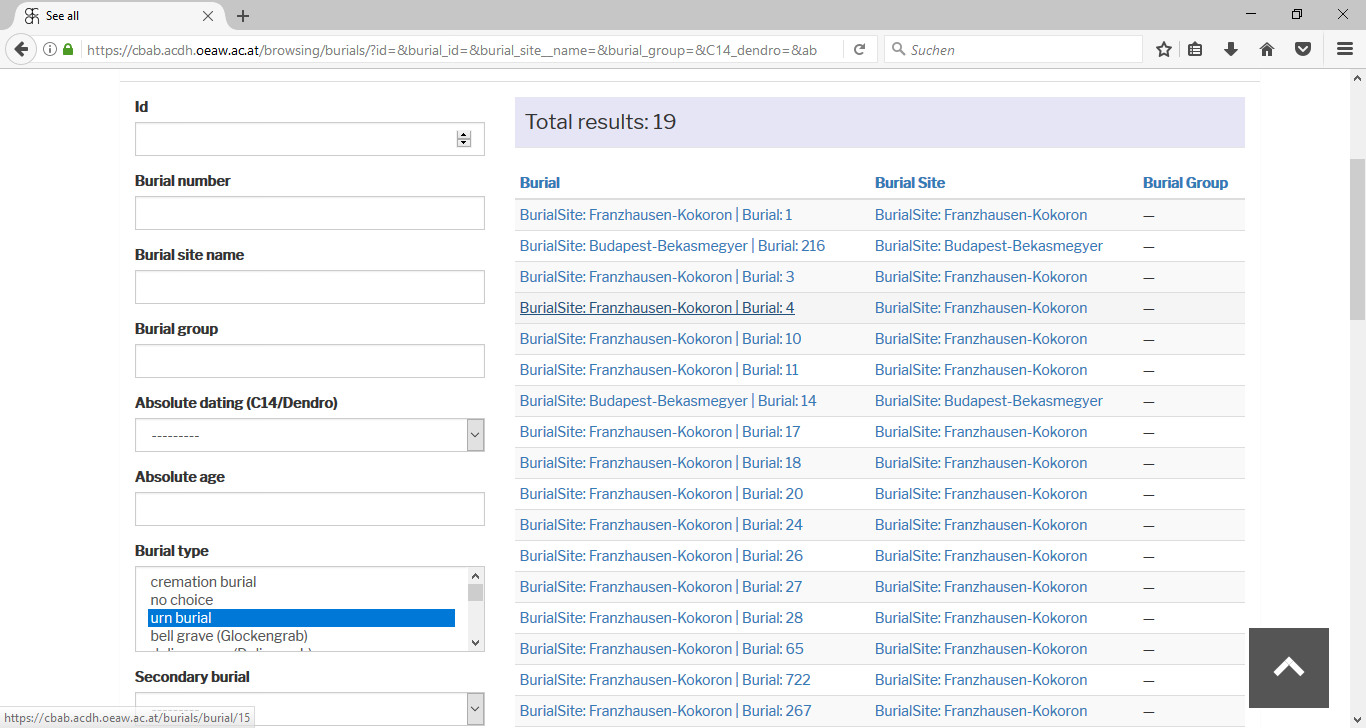 See all
https://cbab.acdh.oeaw.ac.at/browsing/burials/?id=&burial_id=&burial_site__name=&burial_group=&C14_dendro=&ab
Suchen
Id
Burial number
Burial site name
Burial group
Absolute dating (C14/Dendro)
---------
Absolute age
Burial type
cremation burial
no choice
urn burial
bell grave (Glockengrab)
Secondary burial
Total results: 19
Burial Burial Site Burial Group
BurialSite: Franzhausen-Kokoron | Burial: 1 BurialSite: Franzhausen-Kokoron —
BurialSite: Budapest-Bekasmegyer | Burial: 216 BurialSite: Budapest-Bekasmegyer —
BurialSite: Franzhausen-Kokoron | Burial: 3 BurialSite: Franzhausen-Kokoron —
BurialSite: Franzhausen-Kokoron | Burial: 4 BurialSite: Franzhausen-Kokoron —
BurialSite: Franzhausen-Kokoron | Burial: 10 BurialSite: Franzhausen-Kokoron —
BurialSite: Franzhausen-Kokoron | Burial: 11 BurialSite: Franzhausen-Kokoron —
BurialSite: Budapest-Bekasmegyer | Burial: 14 BurialSite: Budapest-Bekasmegyer —
BurialSite: Franzhausen-Kokoron | Burial: 17 BurialSite: Franzhausen-Kokoron —
BurialSite: Franzhausen-Kokoron | Burial: 18 BurialSite: Franzhausen-Kokoron —
BurialSite: Franzhausen-Kokoron | Burial: 20 BurialSite: Franzhausen-Kokoron —
BurialSite: Franzhausen-Kokoron | Burial: 24 BurialSite: Franzhausen-Kokoron —
BurialSite: Franzhausen-Kokoron | Burial: 26 BurialSite: Franzhausen-Kokoron —
BurialSite: Franzhausen-Kokoron | Burial: 27 BurialSite: Franzhausen-Kokoron —
BurialSite: Franzhausen-Kokoron | Burial: 28 BurialSite: Franzhausen-Kokoron —
BurialSite: Franzhausen-Kokoron | Burial: 65 BurialSite: Franzhausen-Kokoron —
BurialSite: Franzhausen-Kokoron | Burial: 722 BurialSite: Franzhausen-Kokoron —
BurialSite: Franzhausen-Kokoron | Burial: 267 BurialSite: Franzhausen-Kokoron —
https://cbab.acdh.oeaw.ac.at/burials/burial/15